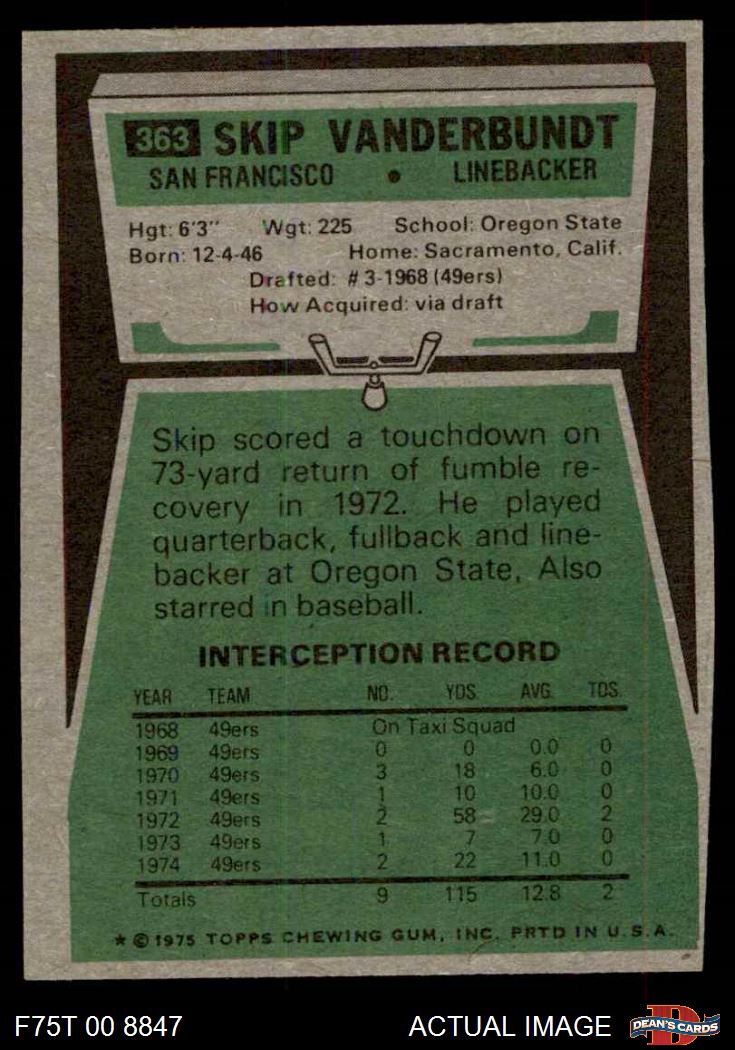 363 SKIP VANDERBUNDT
SAN FRANCISCO • LINEBACKER
Hgt: 6'3" Wgt: 225 School: Oregon State
Born: 12-4-46 Home: Sacramento, Calif.
Drafted: #3-1968 (49ers)
How Acquired: via draft
Skip scored a touchdown on
73-yard return of fumble re-
covery in 1972. He played
quarterback, fullback and line-
backer at Oregon State. Also
starred in baseball.
INTERCEPTION RECORD
YEAR TEAM NO. YDS. AVG. TDS.
1968 49ers On Taxi Squad
1969 49ers 0 0 0.0 0
1970 49ers 3 18 6.0 0
1971 49ers 1 10 10.0 0
1972 49ers 2 58 29.0 2
1973 49ers 1 7 7.0 0
1974 49ers 2 22 11.0 0
Totals 9 115 12.8 2
★ © 1975 TOPPS CHEWING GUM, INC. PRTD IN U.S.A.
F75T 00 8847 ACTUAL IMAGE D DEAN'S CARDS